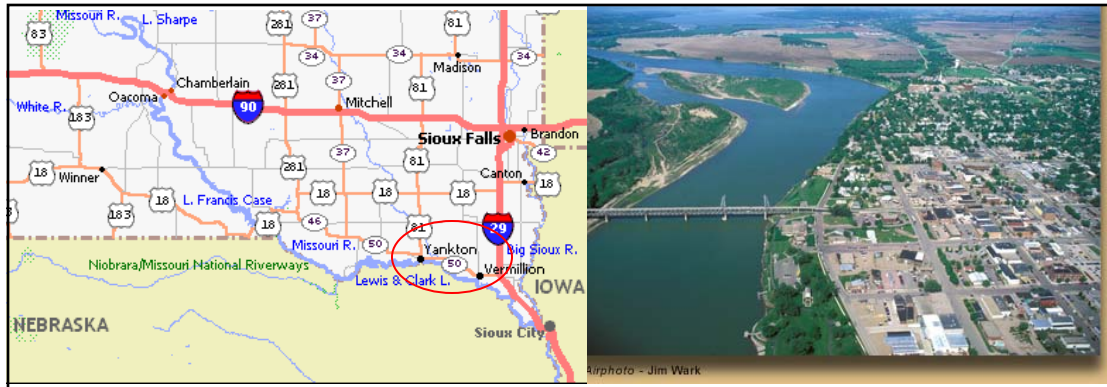 Missouri R.
L. Sharpe
37
281
81
83
34
34
34
37
Madison
81
Chamberlain
281
Oacoma
90
Mitchell
White R.
183
Sioux Falls
Brandon
42
37
81
281
18
Winner
18
18
18
Canton
18
183
18
L. Francis Case
18
46
81
29
Missouri R.
50
Yankton
Big Sioux R.
Niobrara/Missouri National Riverways
50
Vermillion
Lewis & Clark L.
IOWA
NEBRASKA
Sioux City
Airphoto - Jim Wark